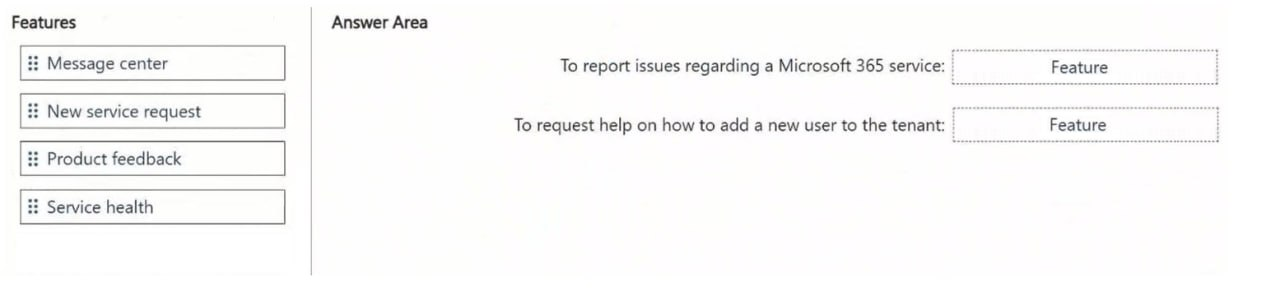 Features
Answer Area
Message center
To report issues regarding a Microsoft 365 service:
Feature
New service request
To request help on how to add a new user to the tenant:
Feature
Product feedback
Service health